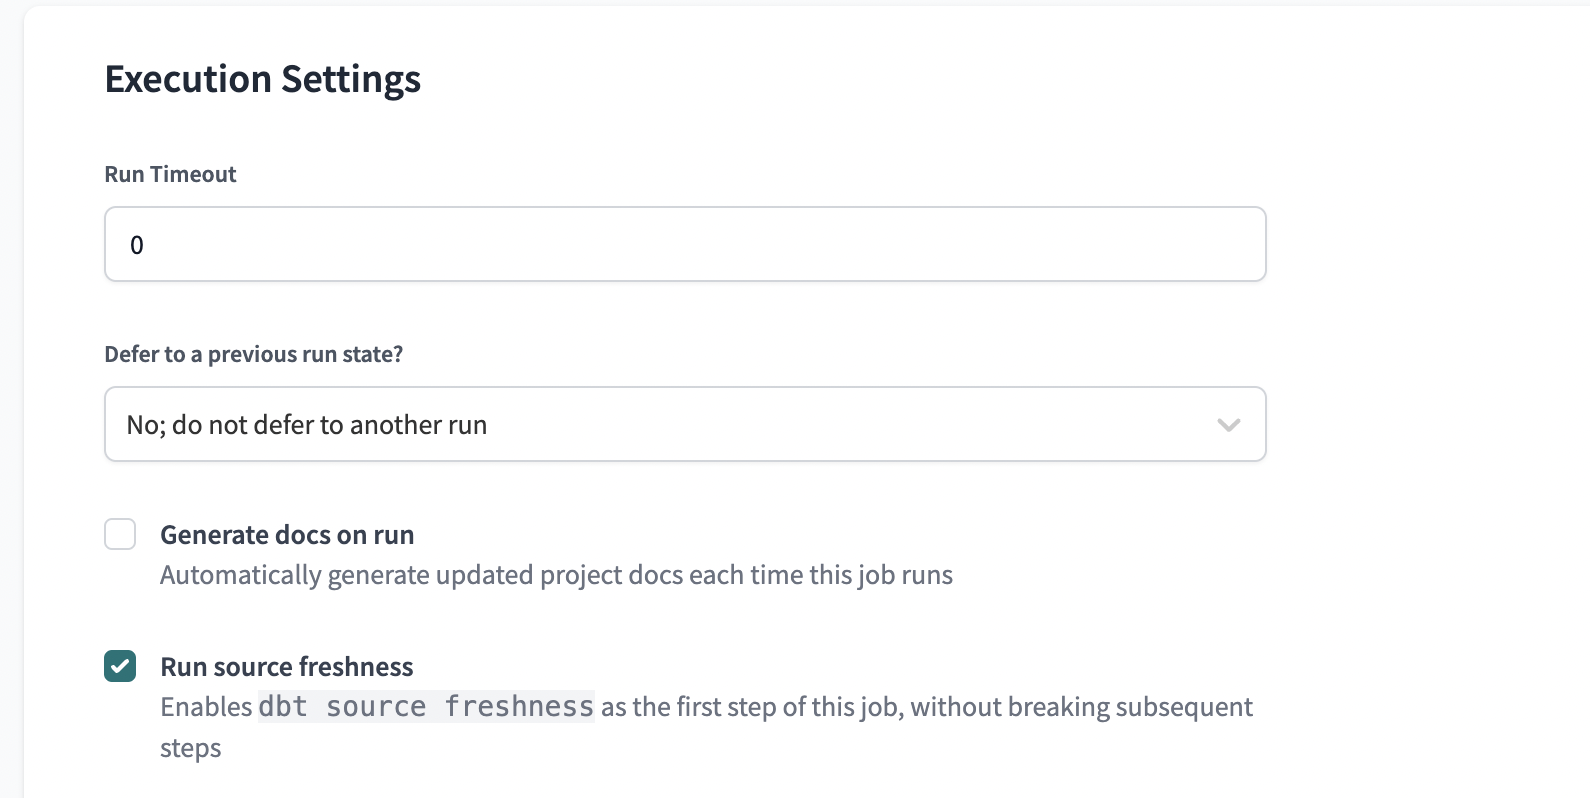 Execution Settings
Run Timeout
0
Defer to a previous run state?
No; do not defer to another run
Generate docs on run
Automatically generate updated project docs each time this job runs
Run source freshness
Enables dbt source freshness as the first step of this job, without breaking subsequent
steps